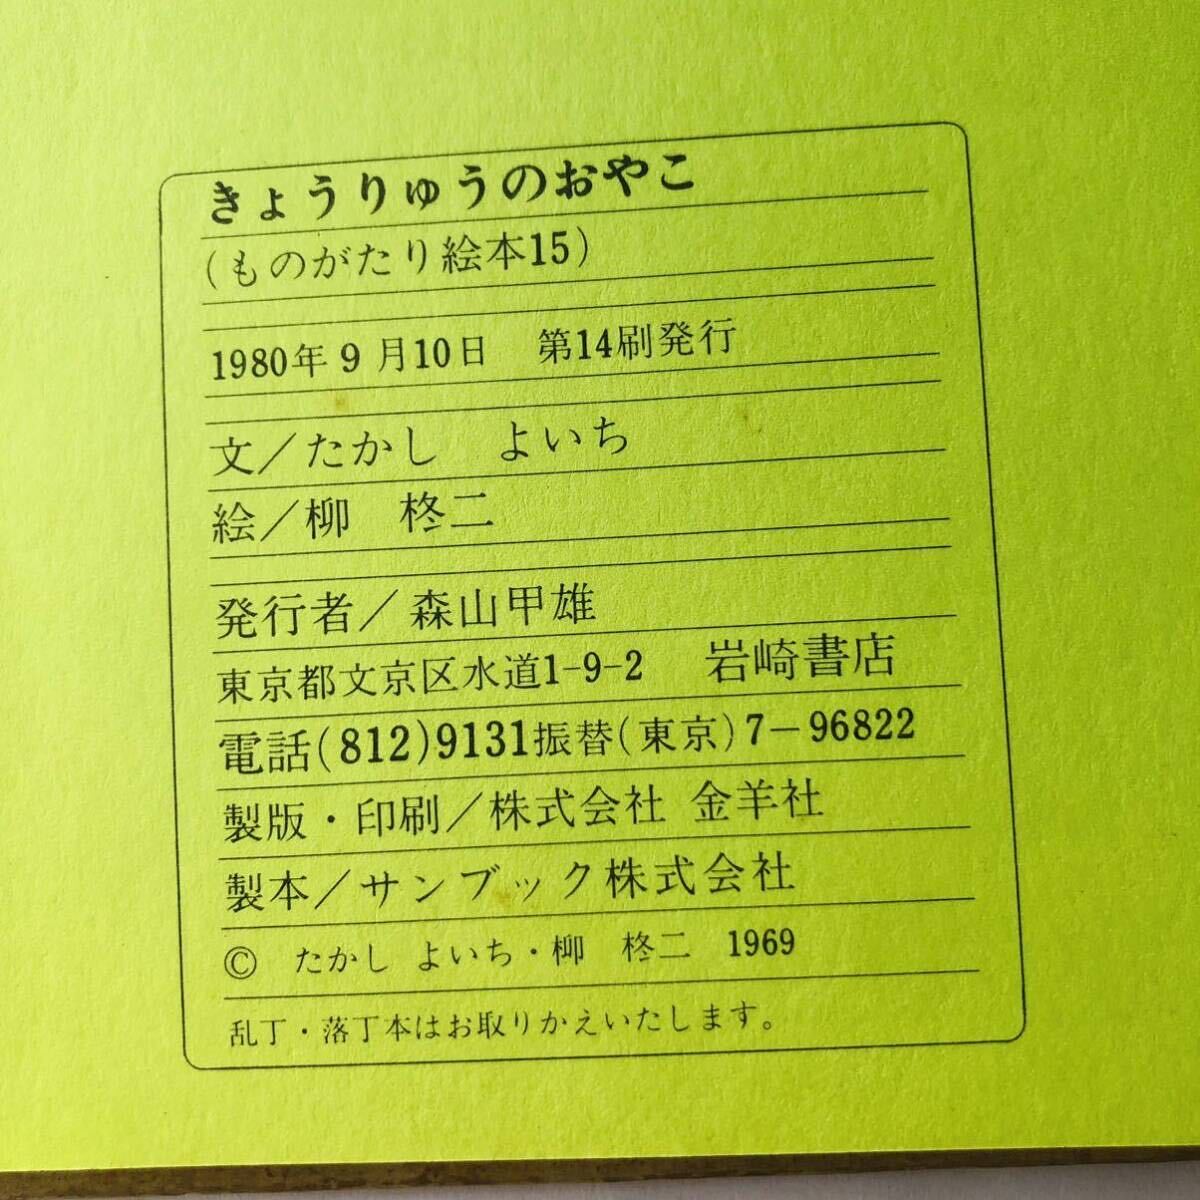 きょうりゅうのおやこ
(ものがたり絵本15)
1980年9月10日　第14刷発行
文／たかし　よいち
絵／柳　柊二
発行者／森山甲雄
東京都文京区水道1-9-2　岩崎書店
電話(812)9131振替(東京)7－96822
製版・印刷／株式会社 金羊社
製本／サンブック株式会社
© たかし よいち・柳　柊二　1969
乱丁・落丁本はおとりかえいたします。